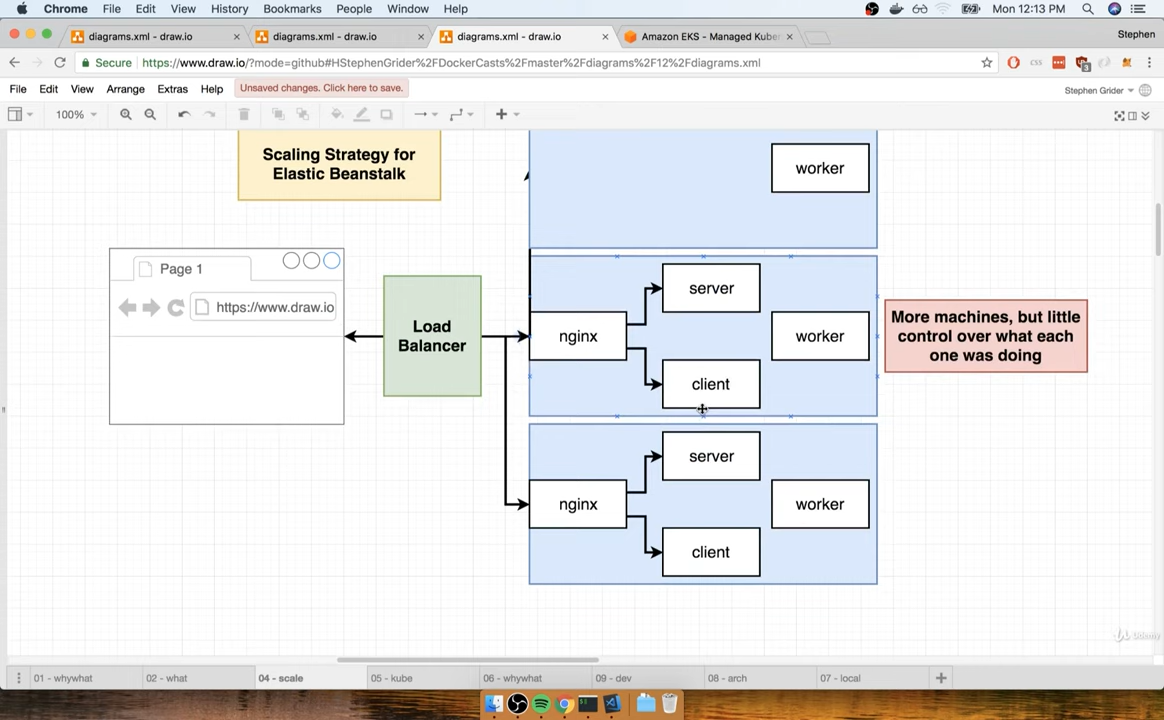 Chrome File Edit View History Bookmarks People Window Help Mon 12:13 PM
diagrams.xml - draw.io diagrams.xml - draw.io diagrams.xml - draw.io Amazon EKS - Managed Kuber Stephen
Secure https://www.draw.io/?mode=github#HStephenGrider%2FDockerCasts%2Fmaster%2Fdiagrams%2F12%2Fdiagrams.xml css 3
File Edit View Arrange Extras Help Unsaved changes. Click here to save. Stephen Grider
100%
Scaling Strategy for
Elastic Beanstalk
worker
Page 1
https://www.draw.io
Load
Balancer
nginx
server
client
worker
More machines, but little
control over what each
one was doing
nginx
server
client
worker
Udemy
01 - whywhat 02 - what 04 - scale 05 - kube 06 - whywhat 09 - dev 08 - arch 07 - local